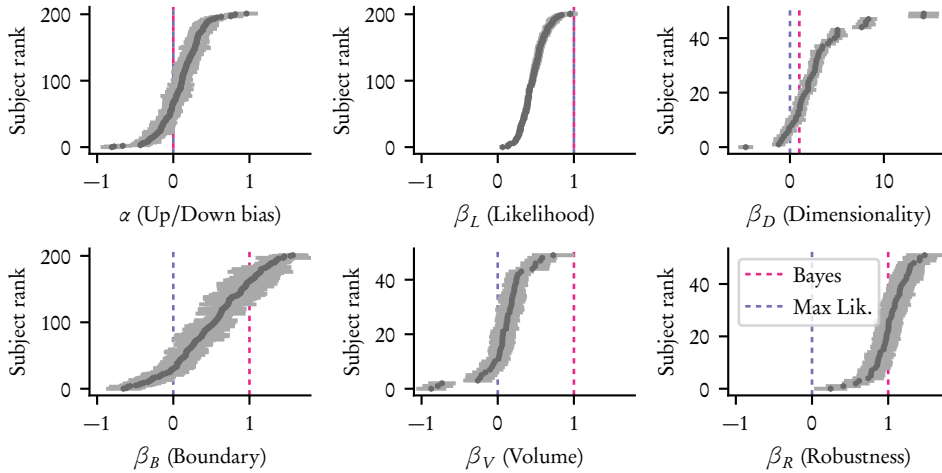 Subject rank
200
100
0
−1
0
1
α (Up/Down bias)
Subject rank
200
100
0
0
1
β_L (Likelihood)
Subject rank
40
20
0
0
10
β_D (Dimensionality)
Subject rank
200
100
0
−1
0
1
β_B (Boundary)
Subject rank
40
20
0
−1
0
1
β_V (Volume)
Subject rank
40
20
0
−1
0
1
β_R (Robustness)
Bayes
Max Lik.